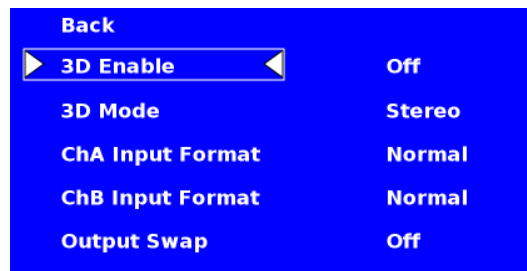 Back
3D Enable Off
3D Mode Stereo
ChA Input Format Normal
ChB Input Format Normal
Output Swap Off